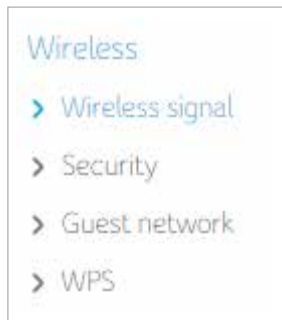 Wireless
Wireless signal
Security
Guest network
WPS